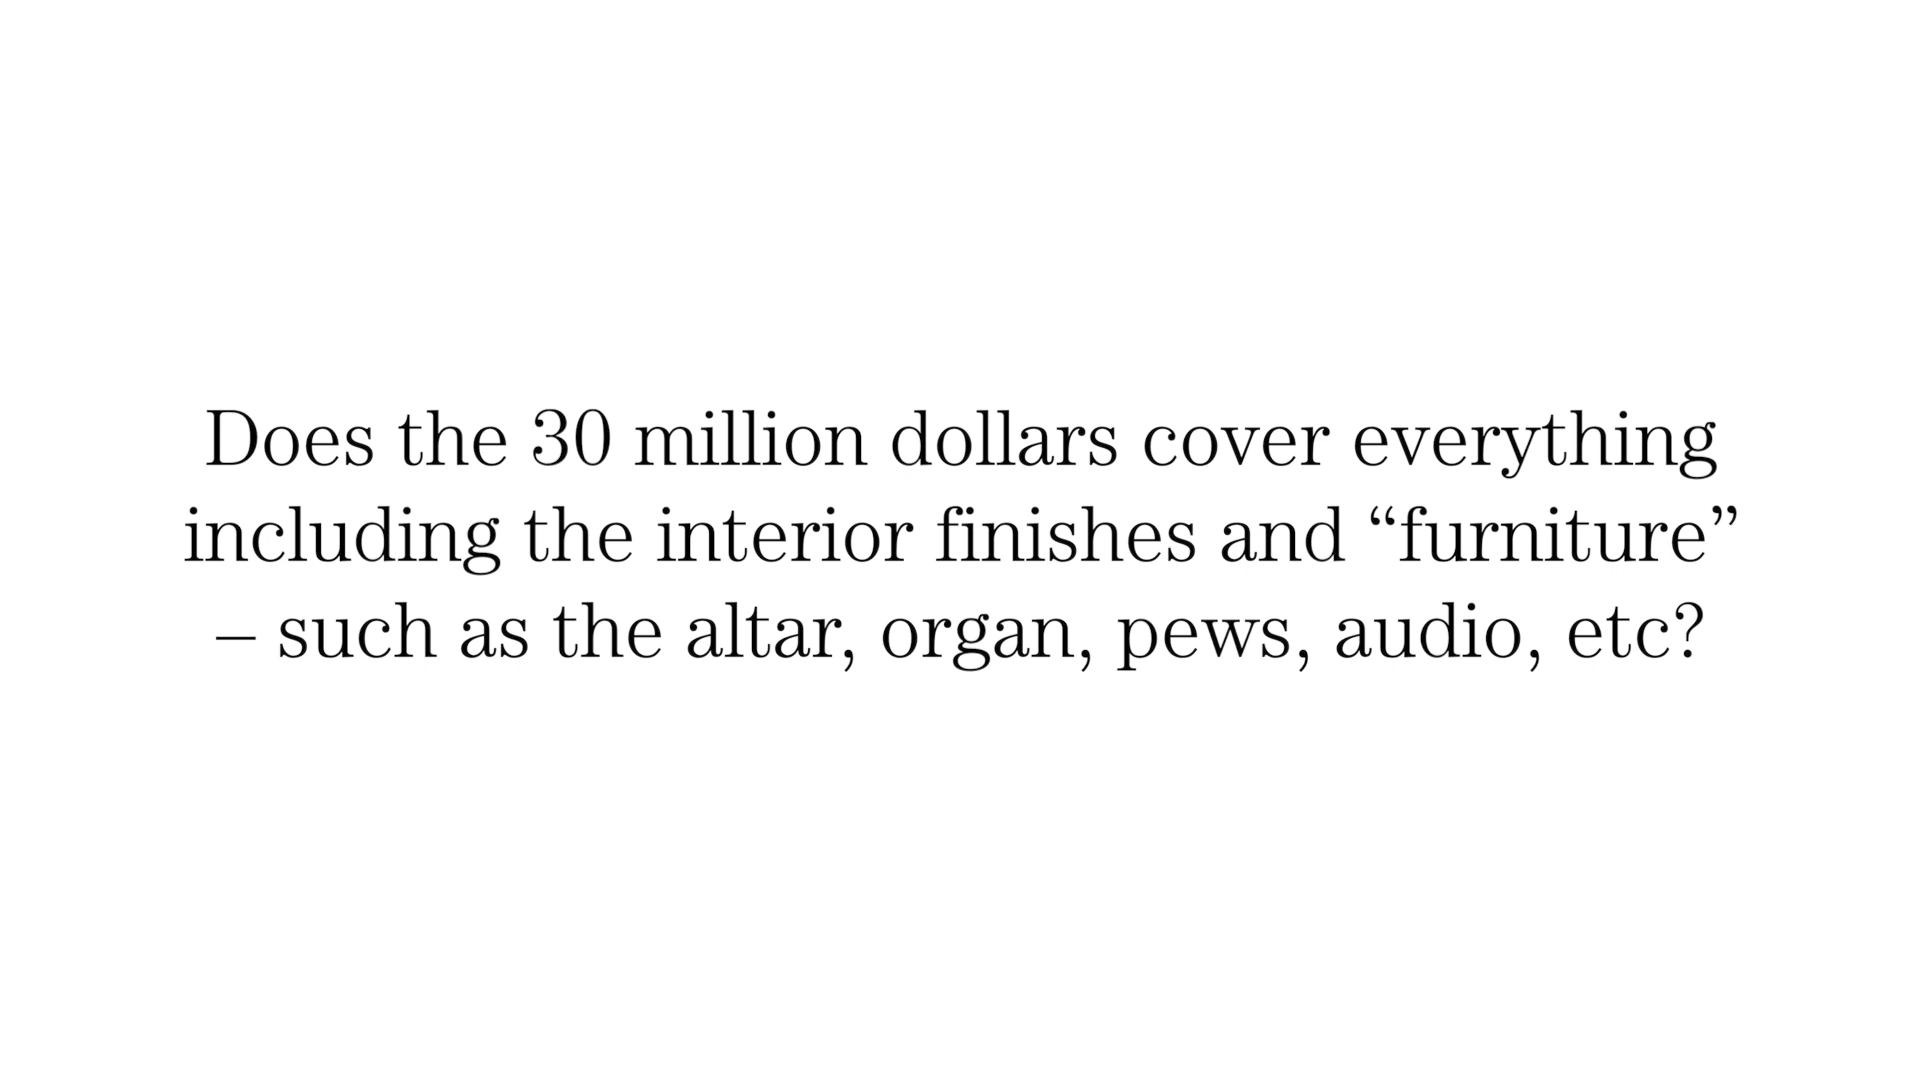 Does the 30 million dollars cover everything
including the interior finishes and “furniture”
– such as the altar, organ, pews, audio, etc?